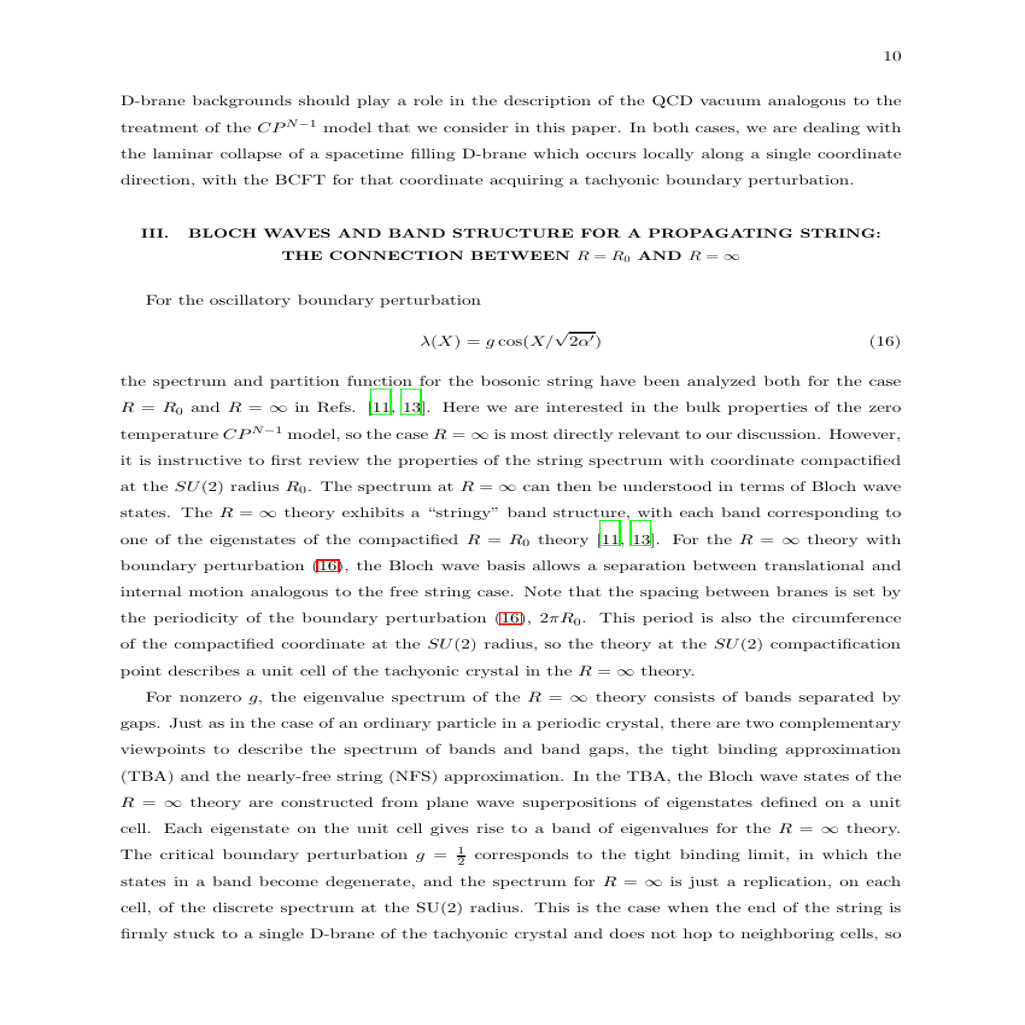 10
D-brane backgrounds should play a role in the description of the QCD vacuum analogous to the
treatment of the $CP^{N-1}$ model that we consider in this paper. In both cases, we are dealing with
the laminar collapse of a spacetime filling D-brane which occurs locally along a single coordinate
direction, with the BCFT for that coordinate acquiring a tachyonic boundary perturbation.
III. BLOCH WAVES AND BAND STRUCTURE FOR A PROPAGATING STRING:
THE CONNECTION BETWEEN $R = R_0$ AND $R = \infty$
For the oscillatory boundary perturbation
$\lambda(X) = g \cos(X/\sqrt{2\alpha'})$ (16)
the spectrum and partition function for the bosonic string have been analyzed both for the case
$R = R_0$ and $R = \infty$ in Refs. [11, 13]. Here we are interested in the bulk properties of the zero
temperature $CP^{N-1}$ model, so the case $R = \infty$ is most directly relevant to our discussion. However,
it is instructive to first review the properties of the string spectrum with coordinate compactified
at the $SU(2)$ radius $R_0$. The spectrum at $R = \infty$ can then be understood in terms of Bloch wave
states. The $R = \infty$ theory exhibits a “stringy” band structure, with each band corresponding to
one of the eigenstates of the compactified $R = R_0$ theory [11, 13]. For the $R = \infty$ theory with
boundary perturbation (16), the Bloch wave basis allows a separation between translational and
internal motion analogous to the free string case. Note that the spacing between branes is set by
the periodicity of the boundary perturbation (16), $2\pi R_0$. This period is also the circumference
of the compactified coordinate at the $SU(2)$ radius, so the theory at the $SU(2)$ compactification
point describes a unit cell of the tachyonic crystal in the $R = \infty$ theory.
For nonzero $g$, the eigenvalue spectrum of the $R = \infty$ theory consists of bands separated by
gaps. Just as in the case of an ordinary particle in a periodic crystal, there are two complementary
viewpoints to describe the spectrum of bands and band gaps, the tight binding approximation
(TBA) and the nearly-free string (NFS) approximation. In the TBA, the Bloch wave states of the
$R = \infty$ theory are constructed from plane wave superpositions of eigenstates defined on a unit
cell. Each eigenstate on the unit cell gives rise to a band of eigenvalues for the $R = \infty$ theory.
The critical boundary perturbation $g = \frac{1}{2}$ corresponds to the tight binding limit, in which the
states in a band become degenerate, and the spectrum for $R = \infty$ is just a replication, on each
cell, of the discrete spectrum at the SU(2) radius. This is the case when the end of the string is
firmly stuck to a single D-brane of the tachyonic crystal and does not hop to neighboring cells, so